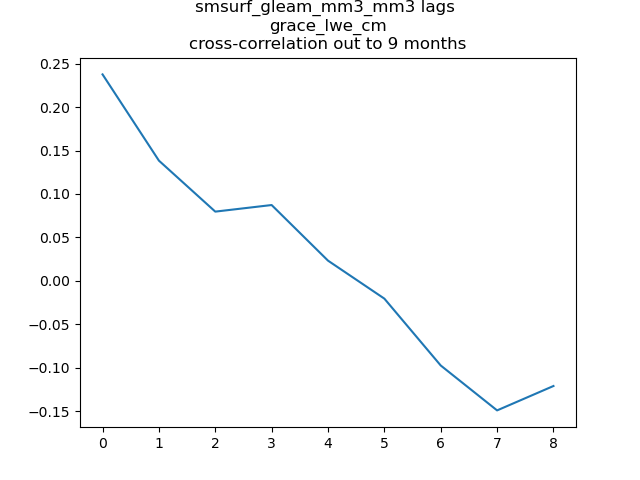 smsurf_gleam_mm3_mm3 lags
grace_lwe_cm
cross-correlation out to 9 months
0.25
0.20
0.15
0.10
0.05
0.00
−0.05
−0.10
−0.15
0 1 2 3 4 5 6 7 8